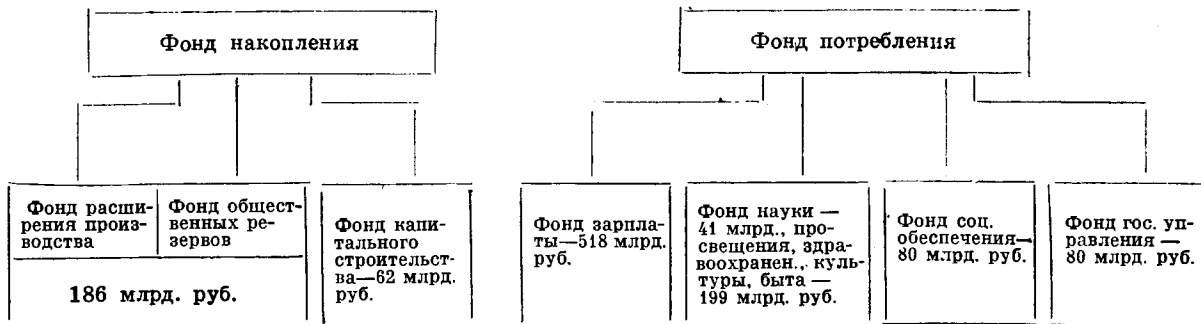 Фонд накопления
Фонд потребления
Фонд расши-
рения произ-
водства
Фонд общест-
венных ре-
зервов
186 млрд. руб.
Фонд капи-
тального
строительст-
ва—62 млрд.
руб.
Фонд зарпла-
ты—518 млрд.
руб.
Фонд науки —
41 млрд., про-
свещения, здра-
воохранен., куль-
туры, быта —
199 млрд. руб.
Фонд соц.
обеспечения—
80 млрд. руб.
Фонд гос. уп-
равления —
80 млрд. руб.